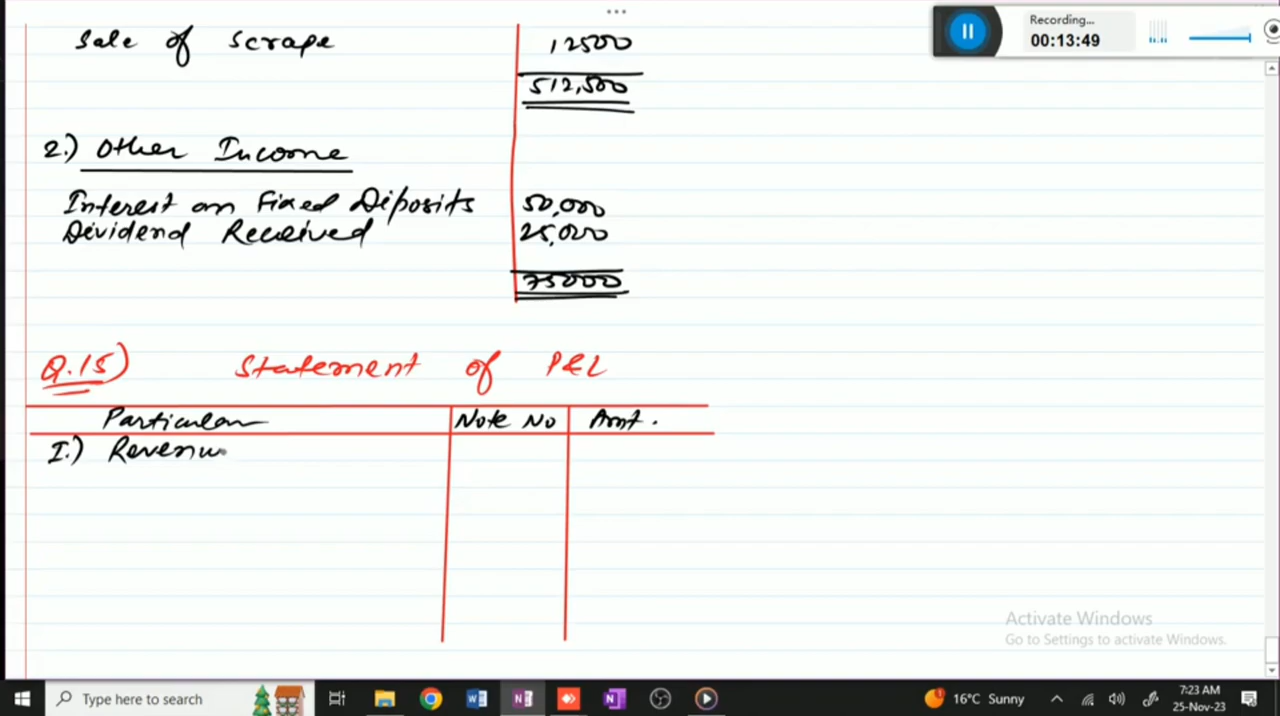 Recording...
00:13:49
Sale of Scrape 12500
512,500
2.) Other Income
Interest on Fixed Diposits 50,000
Dividend Received 25,000
75000
Q.15) Statement of P&L
Particular Note No Amt.
I.) Revenu
Activate Windows
Go to Settings to activate Windows.
Type here to search
16°C Sunny
7:23 AM
25-Nov-23